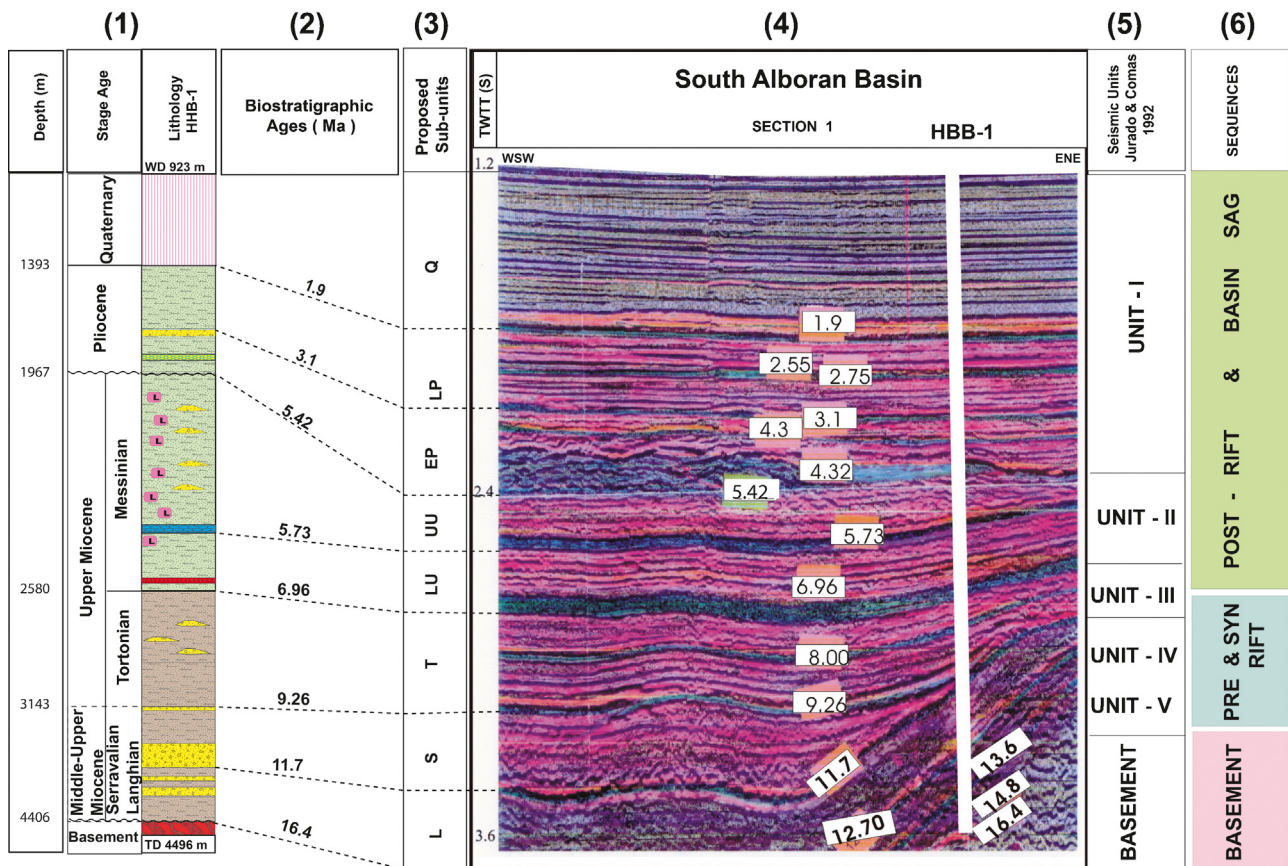 (1)
(2)
(3)
(4)
(5)
(6)
Depth (m)
Stage Age
Lithology
HHB-1
WD 923 m
Biostratigraphic
Ages ( Ma )
Proposed
Sub-units
TWTT (S)
South Alboran Basin
SECTION 1
HBB-1
WSW
ENE
Seismic Units
Jurado & Comas
1992
SEQUENCES
1393
1967
2580
3143
4406
Quaternary
Pliocene
Upper Miocene
Messinian
Tortonian
Middle-Upper
Miocene
Serravalian
Langhian
Basement
L
L
L
L
L
L
L
TD 4496 m
1.9
3.1
5.42
5.73
6.96
9.26
11.7
16.4
Q
LP
EP
UU
LU
T
S
L
1.2
2.4
3.6
1.9
2.55
2.75
3.1
4.3
4.32
5.42
5.73
6.96
8.00
9.26
11.7
12.70
13.6
14.8
16.4
UNIT - I
UNIT - II
UNIT - III
UNIT - IV
UNIT - V
BASEMENT
POST - RIFT & BASIN SAG
PRE & SYN
RIFT
BASEMENT